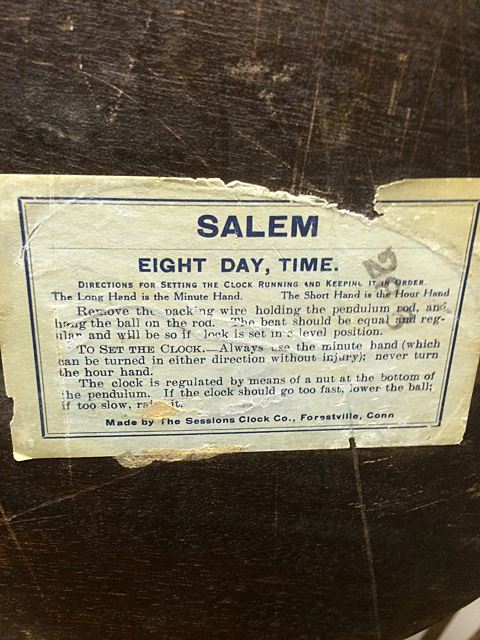 SALEM
EIGHT DAY, TIME.
DIRECTIONS FOR SETTING THE CLOCK RUNNING AND KEEPING IT IN ORDER.
The Long Hand is the Minute Hand. The Short Hand is the Hour Hand
Remove the packing wire holding the pendulum rod, and
hang the ball on the rod. The beat should be equal and reg-
ular and will be so if lock is set in a level position.
TO SET THE CLOCK.—Always use the minute hand (which
can be turned in either direction without injury); never turn
the hour hand.
The clock is regulated by means of a nut at the bottom of
the pendulum. If the clock should go too fast, lower the ball;
if too slow, raise it.
Made by The Sessions Clock Co., Forestville, Conn